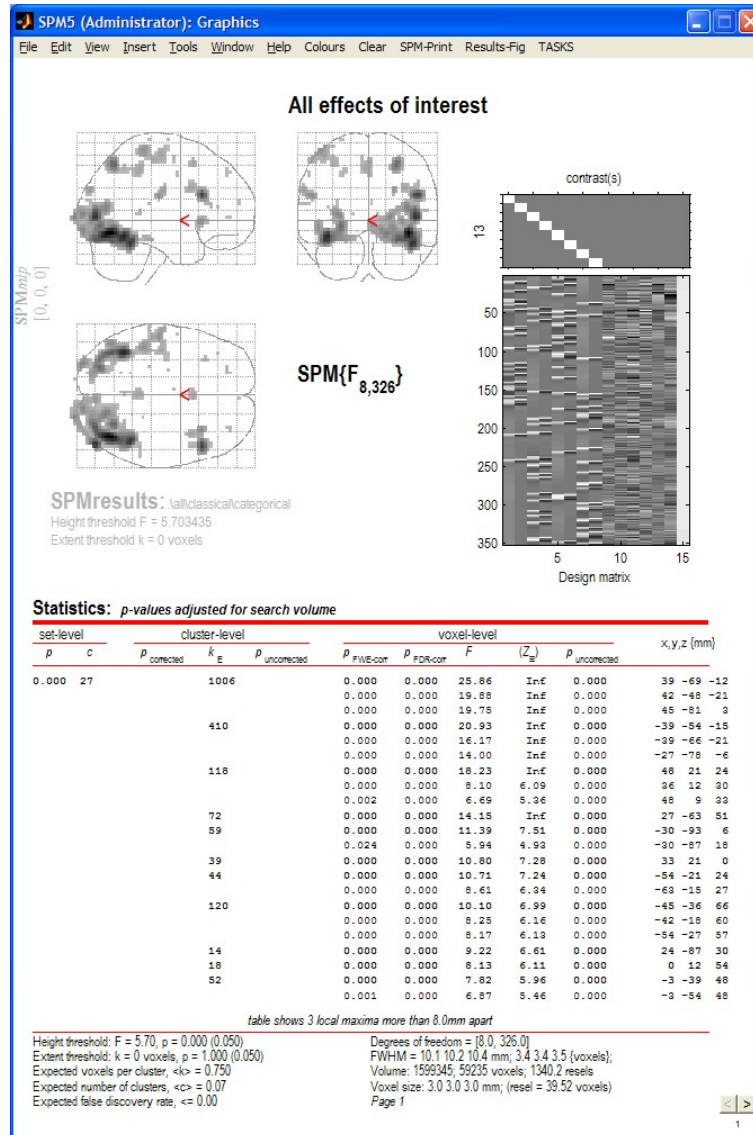 SPM5 (Administrator): Graphics
File Edit View Insert Tools Window Help Colours Clear SPM-Print Results-Fig TASKS
All effects of interest
SPMmip
[0, 0, 0]
<
<
<
SPM{F8,326}
contrast(s)
13
50
100
150
200
250
300
350
5 10 15
Design matrix
SPMresults: .\all\classical\categorical
Height threshold F = 5.703435
Extent threshold k = 0 voxels
Statistics: p-values adjusted for search volume
set-level cluster-level voxel-level x,y,z {mm}
p c p corrected k E p uncorrected p FWE-corr p FDR-corr F (Z≡) p uncorrected
0.000 27 1006 0.000 0.000 25.86 Inf 0.000 39 -69 -12
0.000 0.000 19.88 Inf 0.000 42 -48 -21
0.000 0.000 19.75 Inf 0.000 45 -81 3
410 0.000 0.000 20.93 Inf 0.000 -39 -54 -15
0.000 0.000 16.17 Inf 0.000 -39 -66 -21
0.000 0.000 14.00 Inf 0.000 -27 -78 -6
118 0.000 0.000 18.23 Inf 0.000 48 21 24
0.000 0.000 8.10 6.09 0.000 36 12 30
0.002 0.000 6.69 5.36 0.000 48 9 33
72 0.000 0.000 14.15 Inf 0.000 27 -63 51
59 0.000 0.000 11.39 7.51 0.000 -30 -93 6
0.024 0.000 5.94 4.93 0.000 -30 -87 18
39 0.000 0.000 10.80 7.28 0.000 33 21 0
44 0.000 0.000 10.71 7.24 0.000 -54 -21 24
0.000 0.000 8.61 6.34 0.000 -63 -15 27
120 0.000 0.000 10.10 6.99 0.000 -45 -36 66
0.000 0.000 8.25 6.16 0.000 -42 -18 60
0.000 0.000 8.17 6.13 0.000 -54 -27 57
14 0.000 0.000 9.22 6.61 0.000 24 -87 30
18 0.000 0.000 8.13 6.11 0.000 0 12 54
52 0.000 0.000 7.82 5.96 0.000 -3 -39 48
0.001 0.000 6.87 5.46 0.000 -3 -54 48
table shows 3 local maxima more than 8.0mm apart
Height threshold: F = 5.70, p = 0.000 (0.050)
Extent threshold: k = 0 voxels, p = 1.000 (0.050)
Expected voxels per cluster, <k> = 0.750
Expected number of clusters, <c> = 0.07
Expected false discovery rate, <= 0.00
Degrees of freedom = [8.0, 326.0]
FWHM = 10.1 10.2 10.4 mm; 3.4 3.4 3.5 {voxels};
Volume: 1599345; 59235 voxels; 1340.2 resels
Voxel size: 3.0 3.0 3.0 mm; (resel = 39.52 voxels)
Page 1
< >
1